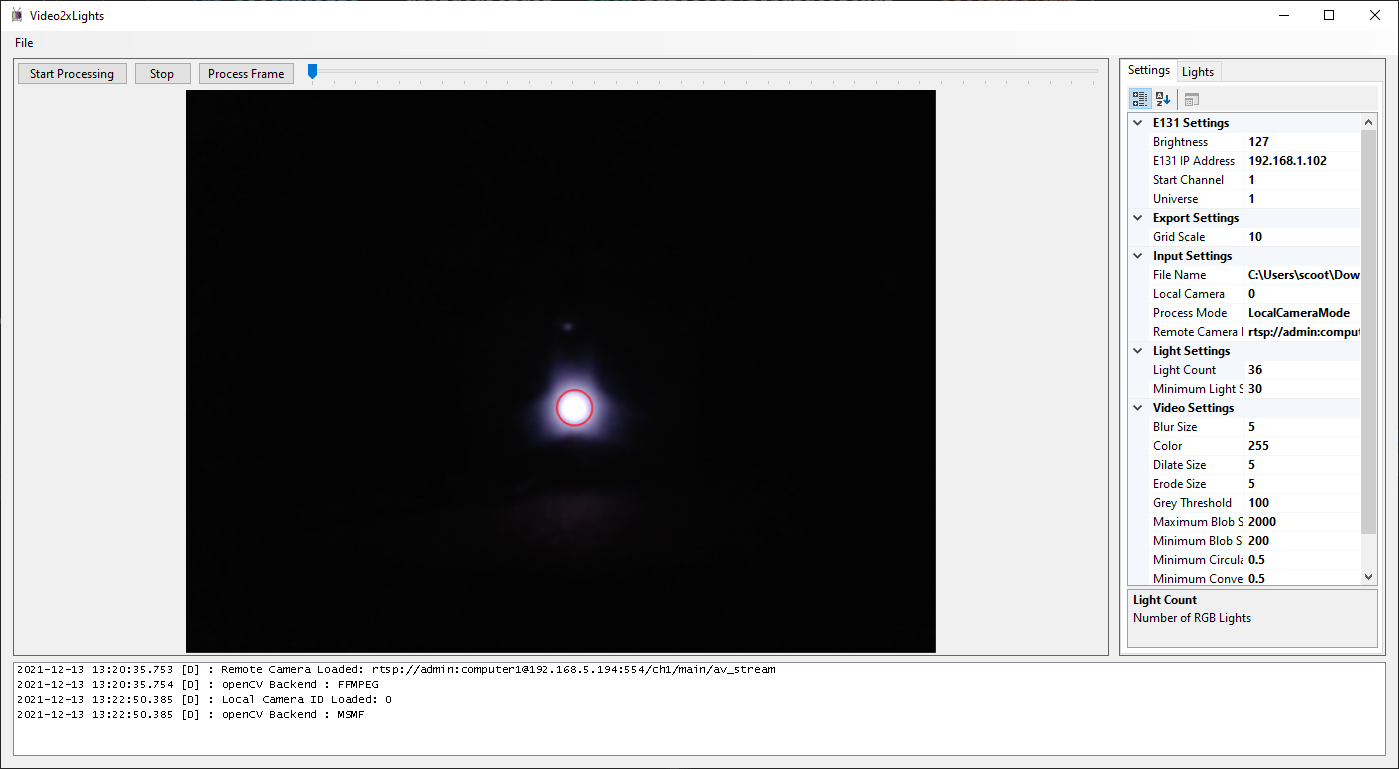 Video2xLights
File
Start Processing Stop Process Frame
Settings Lights
E131 Settings
Brightness 127
E131 IP Address 192.168.1.102
Start Channel 1
Universe 1
Export Settings
Grid Scale 10
Input Settings
File Name C:\Users\scoot\Dow
Local Camera 0
Process Mode LocalCameraMode
Remote Camera rtsp://admin:comput
Light Settings
Light Count 36
Minimum Light S 30
Video Settings
Blur Size 5
Color 255
Dilate Size 5
Erode Size 5
Grey Threshold 100
Maximum Blob S 2000
Minimum Blob S 200
Minimum Circula 0.5
Minimum Conve 0.5
Light Count
Number of RGB Lights
2021-12-13 13:20:35.753 [D] : Remote Camera Loaded: rtsp://admin:computer1@192.168.5.194:554/ch1/main/av_stream
2021-12-13 13:20:35.754 [D] : openCV Backend : FFMPEG
2021-12-13 13:22:50.385 [D] : Local Camera ID Loaded: 0
2021-12-13 13:22:50.385 [D] : openCV Backend : MSMF